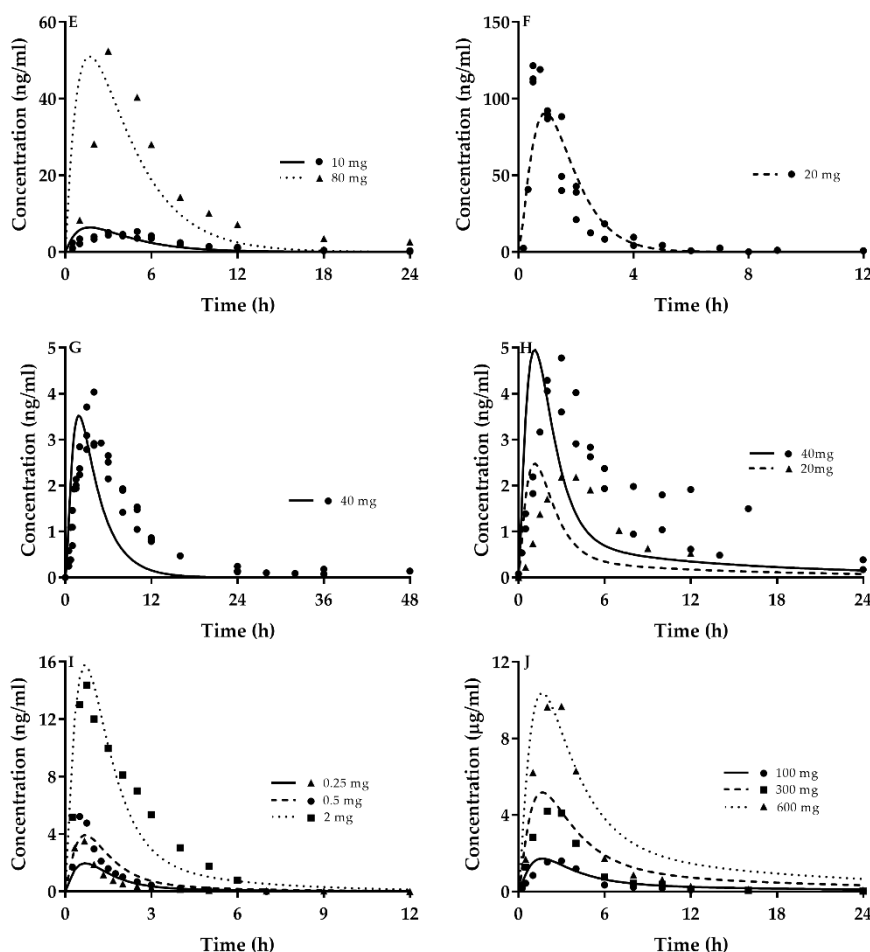 E
Concentration (ng/ml)
60
40
20
0
0 6 12 18 24
Time (h)
10 mg
80 mg
F
Concentration (ng/ml)
150
100
50
0
0 4 8 12
Time (h)
20 mg
G
Concentration (ng/ml)
5
4
3
2
1
0
0 12 24 36 48
Time (h)
40 mg
H
Concentration (ng/ml)
5
4
3
2
1
0
0 6 12 18 24
Time (h)
40mg
20mg
I
Concentration (ng/ml)
16
12
8
4
0
0 3 6 9 12
Time (h)
0.25 mg
0.5 mg
2 mg
J
Concentration (µg/ml)
12
8
4
0
0 6 12 18 24
Time (h)
100 mg
300 mg
600 mg